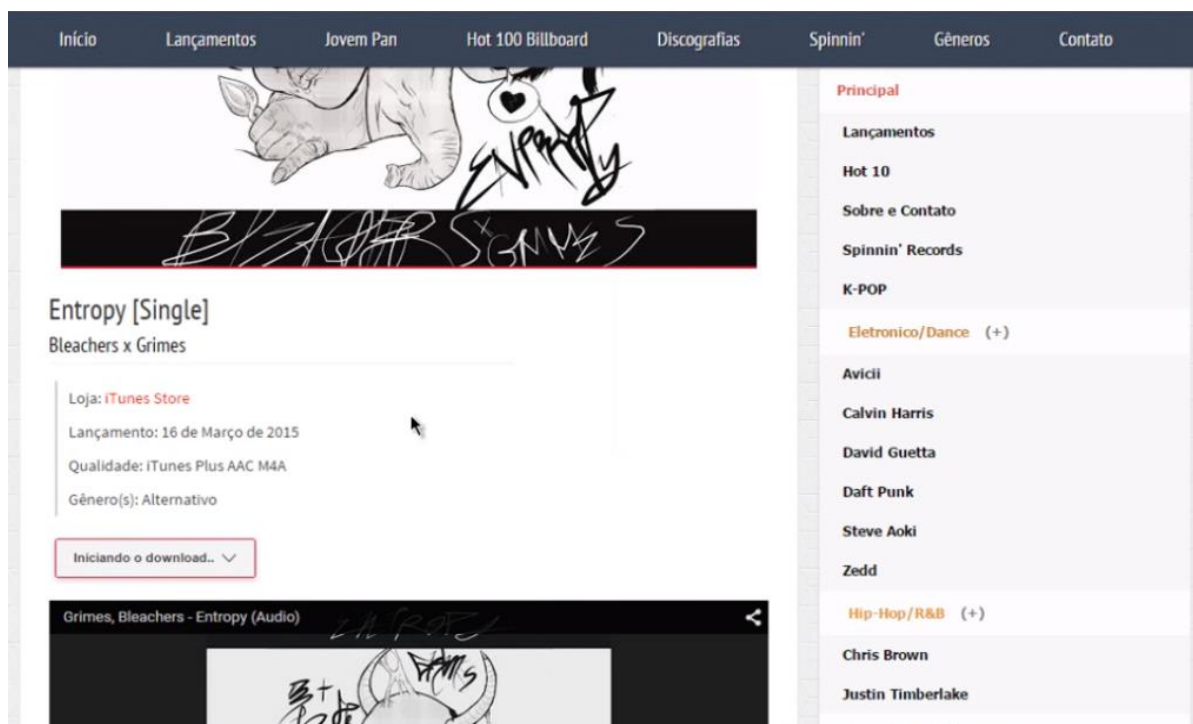 Início Lançamentos Jovem Pan Hot 100 Billboard Discografias Spinnin' Gêneros Contato
ENTROPY
BLEACHERS X GRIMES
Entropy [Single]
Bleachers x Grimes
Loja: iTunes Store
Lançamento: 16 de Março de 2015
Qualidade: iTunes Plus AAC M4A
Gênero(s): Alternativo
Iniciando o download..
Grimes, Bleachers - Entropy (Audio)
Principal
Lançamentos
Hot 10
Sobre e Contato
Spinnin' Records
K-POP
Eletronico/Dance (+)
Avicii
Calvin Harris
David Guetta
Daft Punk
Steve Aoki
Zedd
Hip-Hop/R&B (+)
Chris Brown
Justin Timberlake